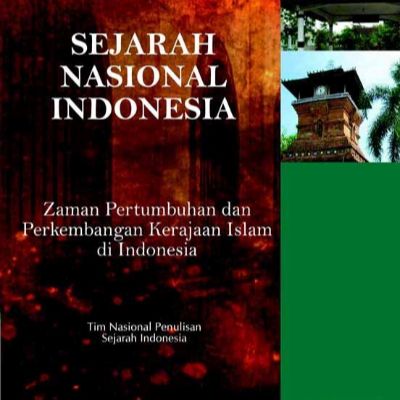 SEJARAH
NASIONAL
INDONESIA
Zaman Pertumbuhan dan
Perkembangan Kerajaan Islam
di Indonesia
Tim Nasional Penulisan
Sejarah Indonesia